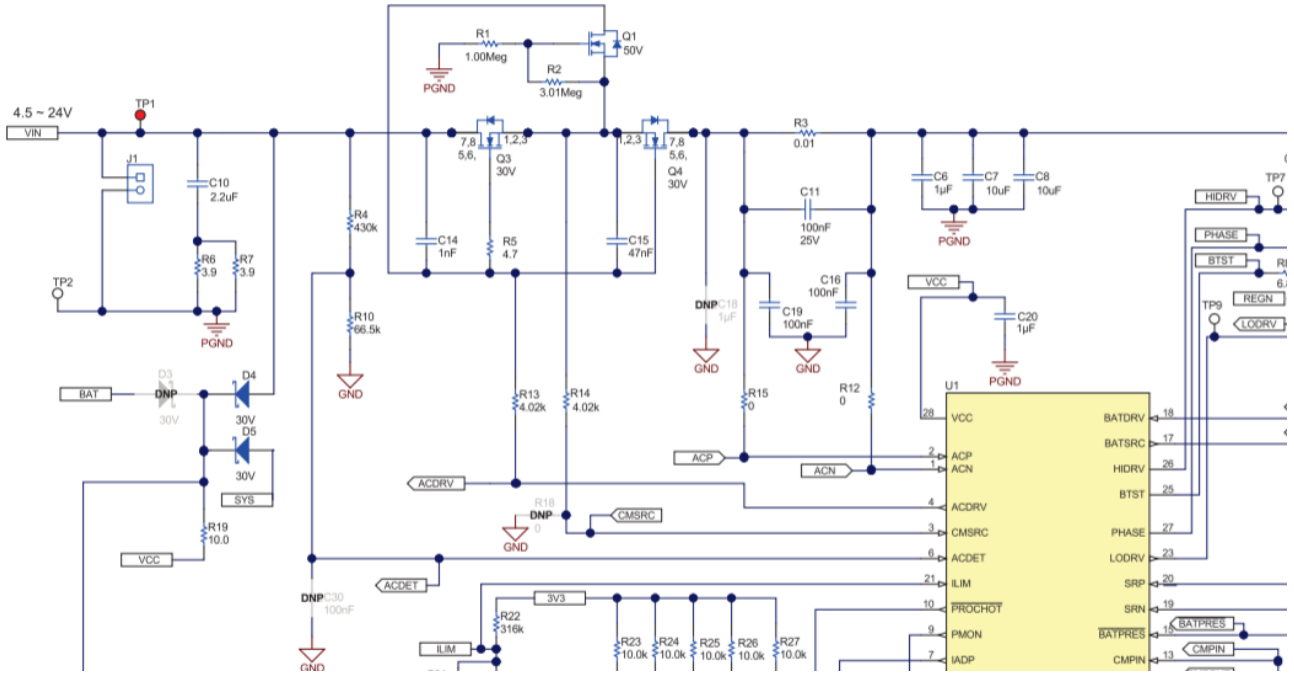 R1
1.00Meg
Q1
50V
PGND
R2
3.01Meg
4.5 ~ 24V
VIN
TP1
J1
C10
2.2uF
R4
430k
7,8
5,6,
1,2,3
Q3
30V
1,2,3
7,8
5,6,
Q4
30V
R3
0.01
C14
1nF
R5
4.7
C15
47nF
C11
100nF
25V
C6
1µF
C7
10uF
C8
10uF
PGND
TP7
HIDRV
PHASE
BTST
REGN
LODRV
TP9
R6
3.9
R7
3.9
TP2
PGND
R10
66.5k
GND
DNP
C18
1µF
GND
C19
100nF
C16
100nF
GND
VCC
C20
1µF
PGND
BAT
D3
DNP
30V
D4
30V
D5
30V
SYS
R19
10.0
VCC
R13
4.02k
R14
4.02k
R15
0
R12
0
ACP
ACN
ACDRV
R18
DNP
0
GND
CMSRC
ACDET
DNP
C30
100nF
GND
3V3
R22
316k
ILIM
R23
10.0k
R24
10.0k
R25
10.0k
R26
10.0k
R27
10.0k
U1
28 VCC
2 ACP
1 ACN
4 ACDRV
3 CMSRC
6 ACDET
21 ILIM
10 PROCHOT
9 PMON
7 IADP
BATDRV 18
BATSRC 17
HIDRV 26
BTST 25
PHASE 27
LODRV 23
SRP 20
SRN 19
BATPRES 15
CMPIN 13
BATPRES
CMPIN